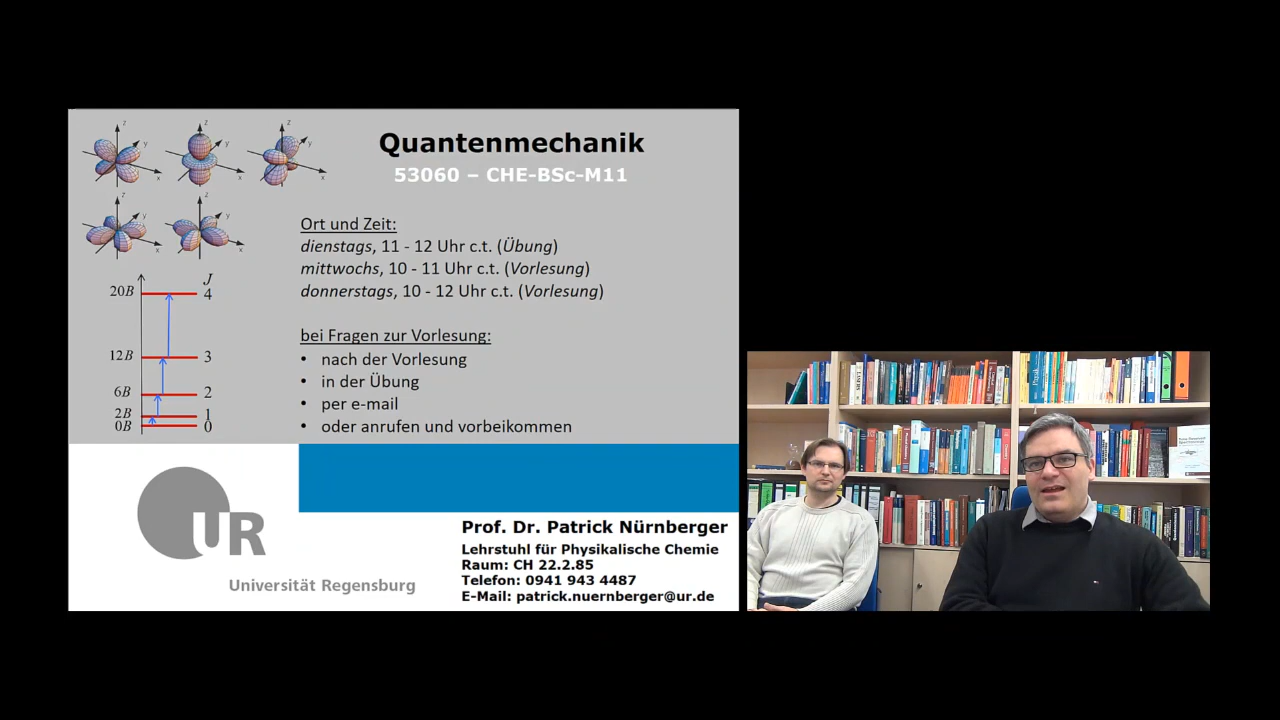 Quantenmechanik
53060 – CHE-BSc-M11
Ort und Zeit:
dienstags, 11 - 12 Uhr c.t. (Übung)
mittwochs, 10 - 11 Uhr c.t. (Vorlesung)
donnerstags, 10 - 12 Uhr c.t. (Vorlesung)
bei Fragen zur Vorlesung:
• nach der Vorlesung
• in der Übung
• per e-mail
• oder anrufen und vorbeikommen
z
y
x
z
y
x
z
y
x
z
y
x
z
y
x
J
20B 4
12B 3
6B 2
2B 1
0B 0
UR
Universität Regensburg
Prof. Dr. Patrick Nürnberger
Lehrstuhl für Physikalische Chemie
Raum: CH 22.2.85
Telefon: 0941 943 4487
E-Mail: patrick.nuernberger@ur.de